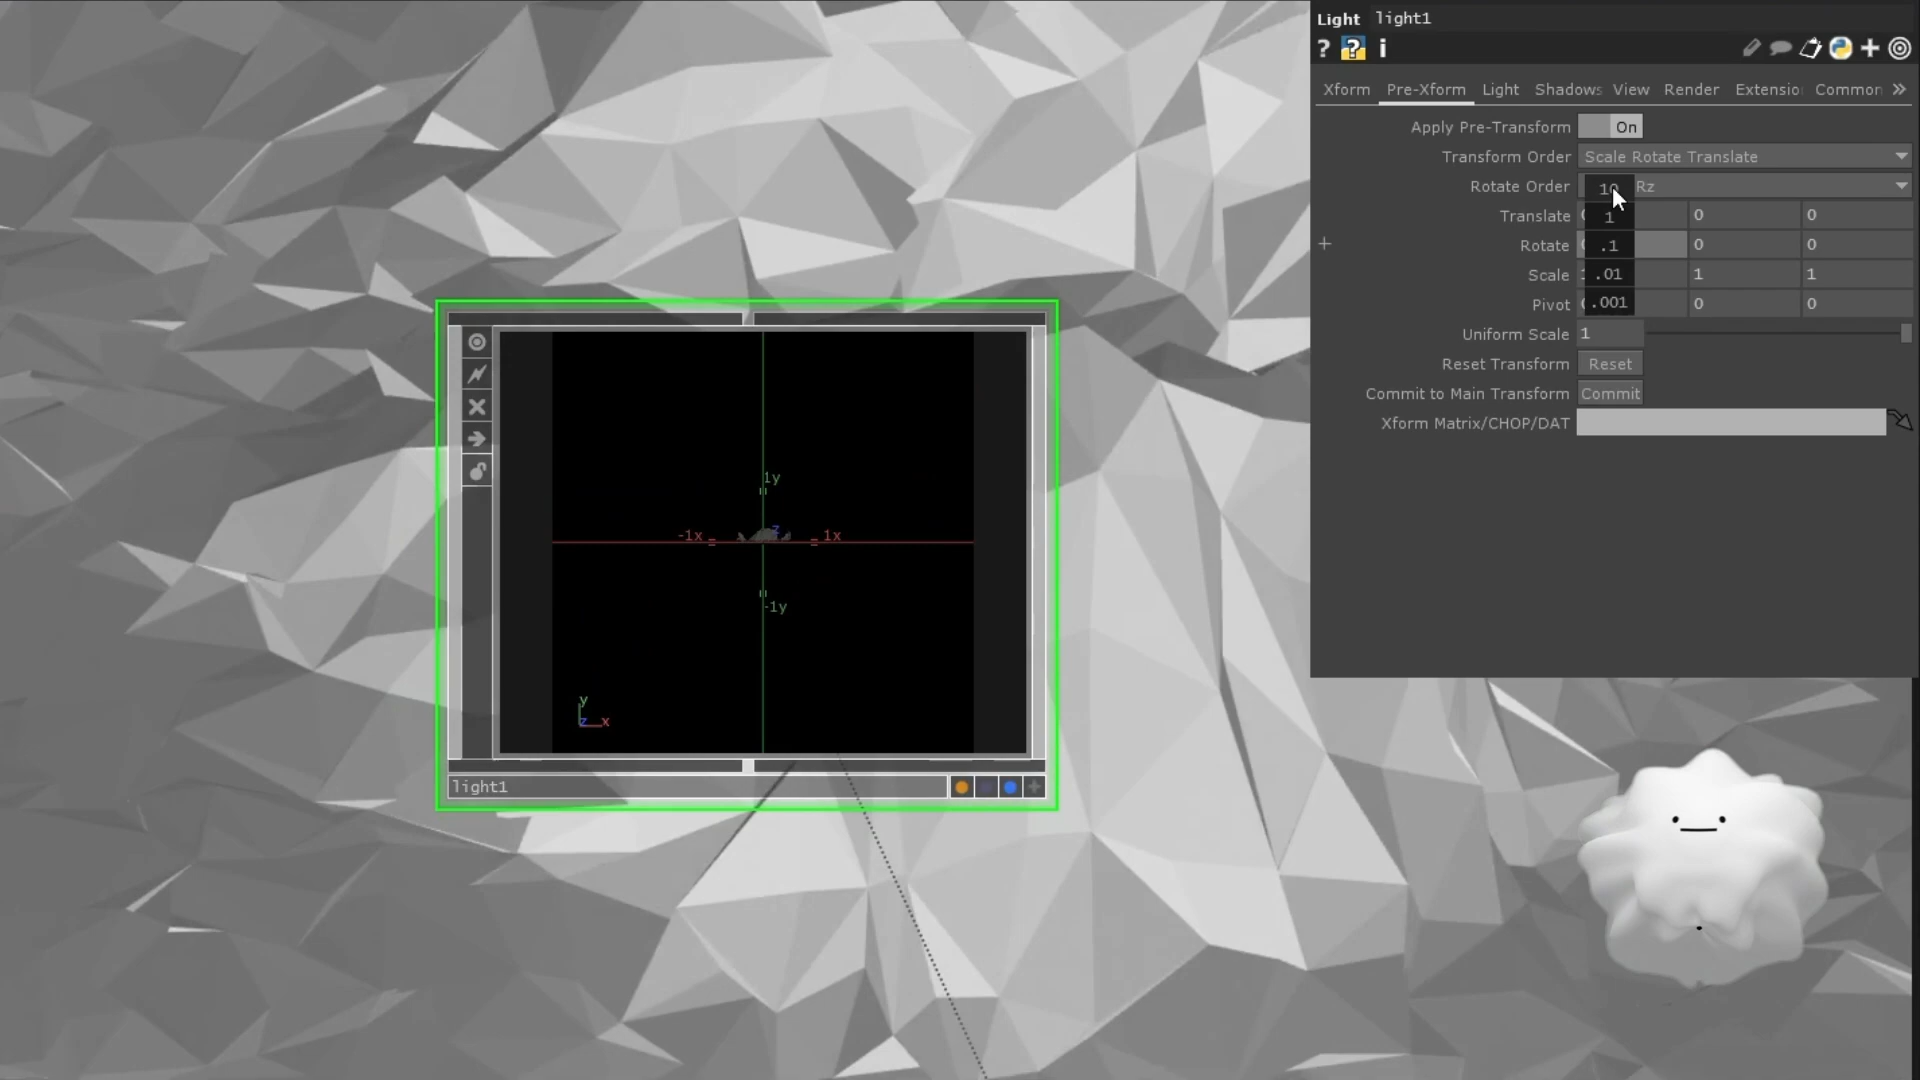 Light light1
? ? i
Xform Pre-Xform Light Shadows View Render Extensio Common
Apply Pre-Transform On
Transform Order Scale Rotate Translate
Rotate Order 10 Rz
Translate 1 0 0
Rotate .1 0 0
Scale .01 1 1
Pivot .001 0 0
Uniform Scale 1
Reset Transform Reset
Commit to Main Transform Commit
Xform Matrix/CHOP/DAT
1y
-1x z 1x
-1y
y
z x
light1